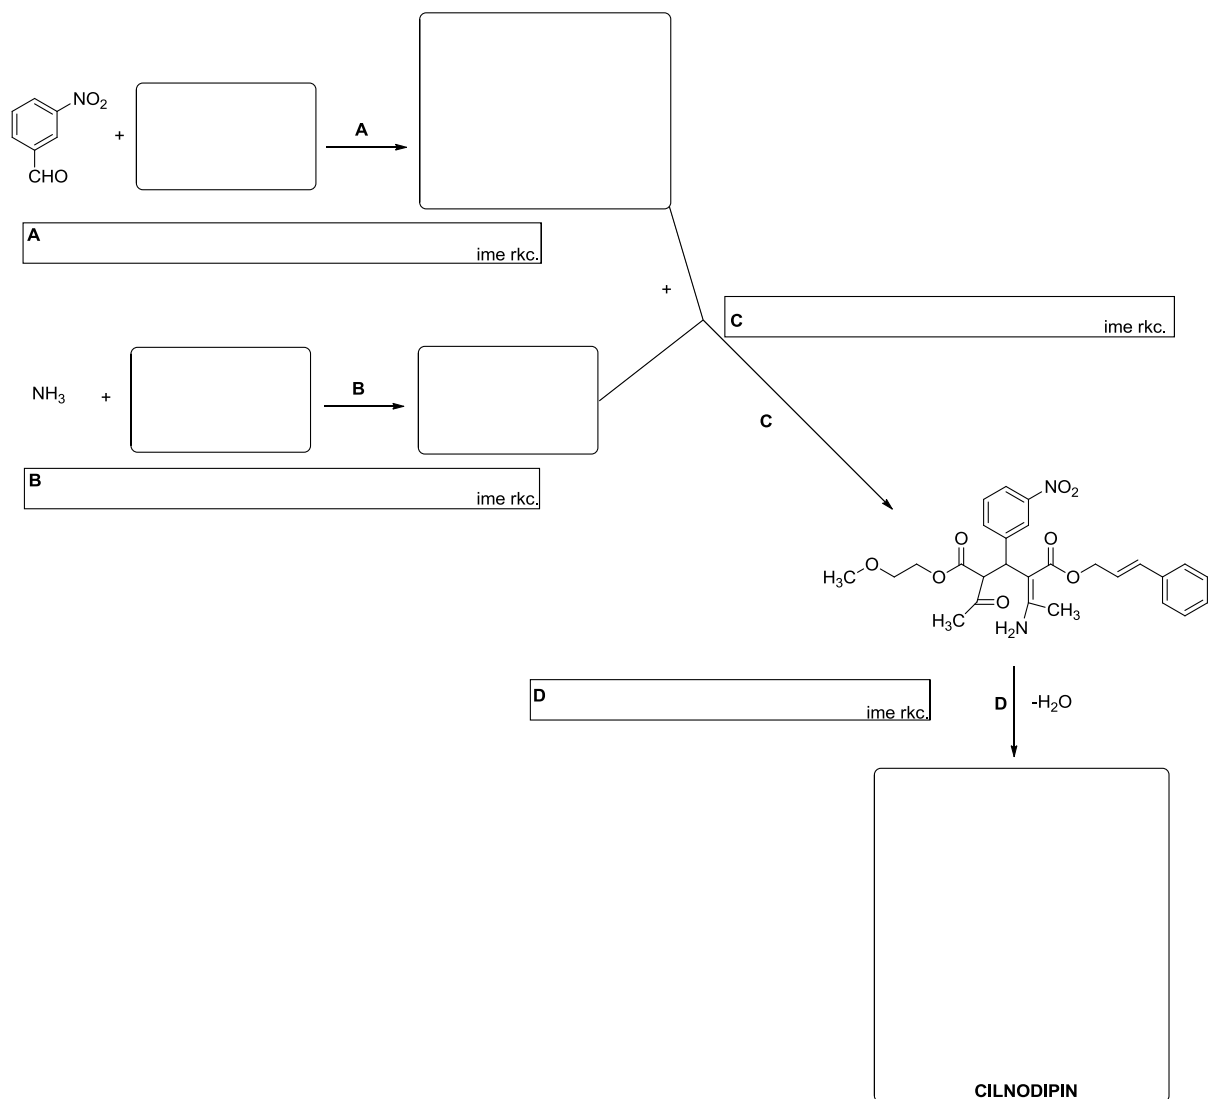 NO2
+
A
CHO
A
ime rkc.
+
C
ime rkc.
NH3
+
B
C
B
ime rkc.
NO2
O
O
H3C
O
O
O
O
H3C
CH3
H2N
D
ime rkc.
D
-H2O
CILNODIPIN